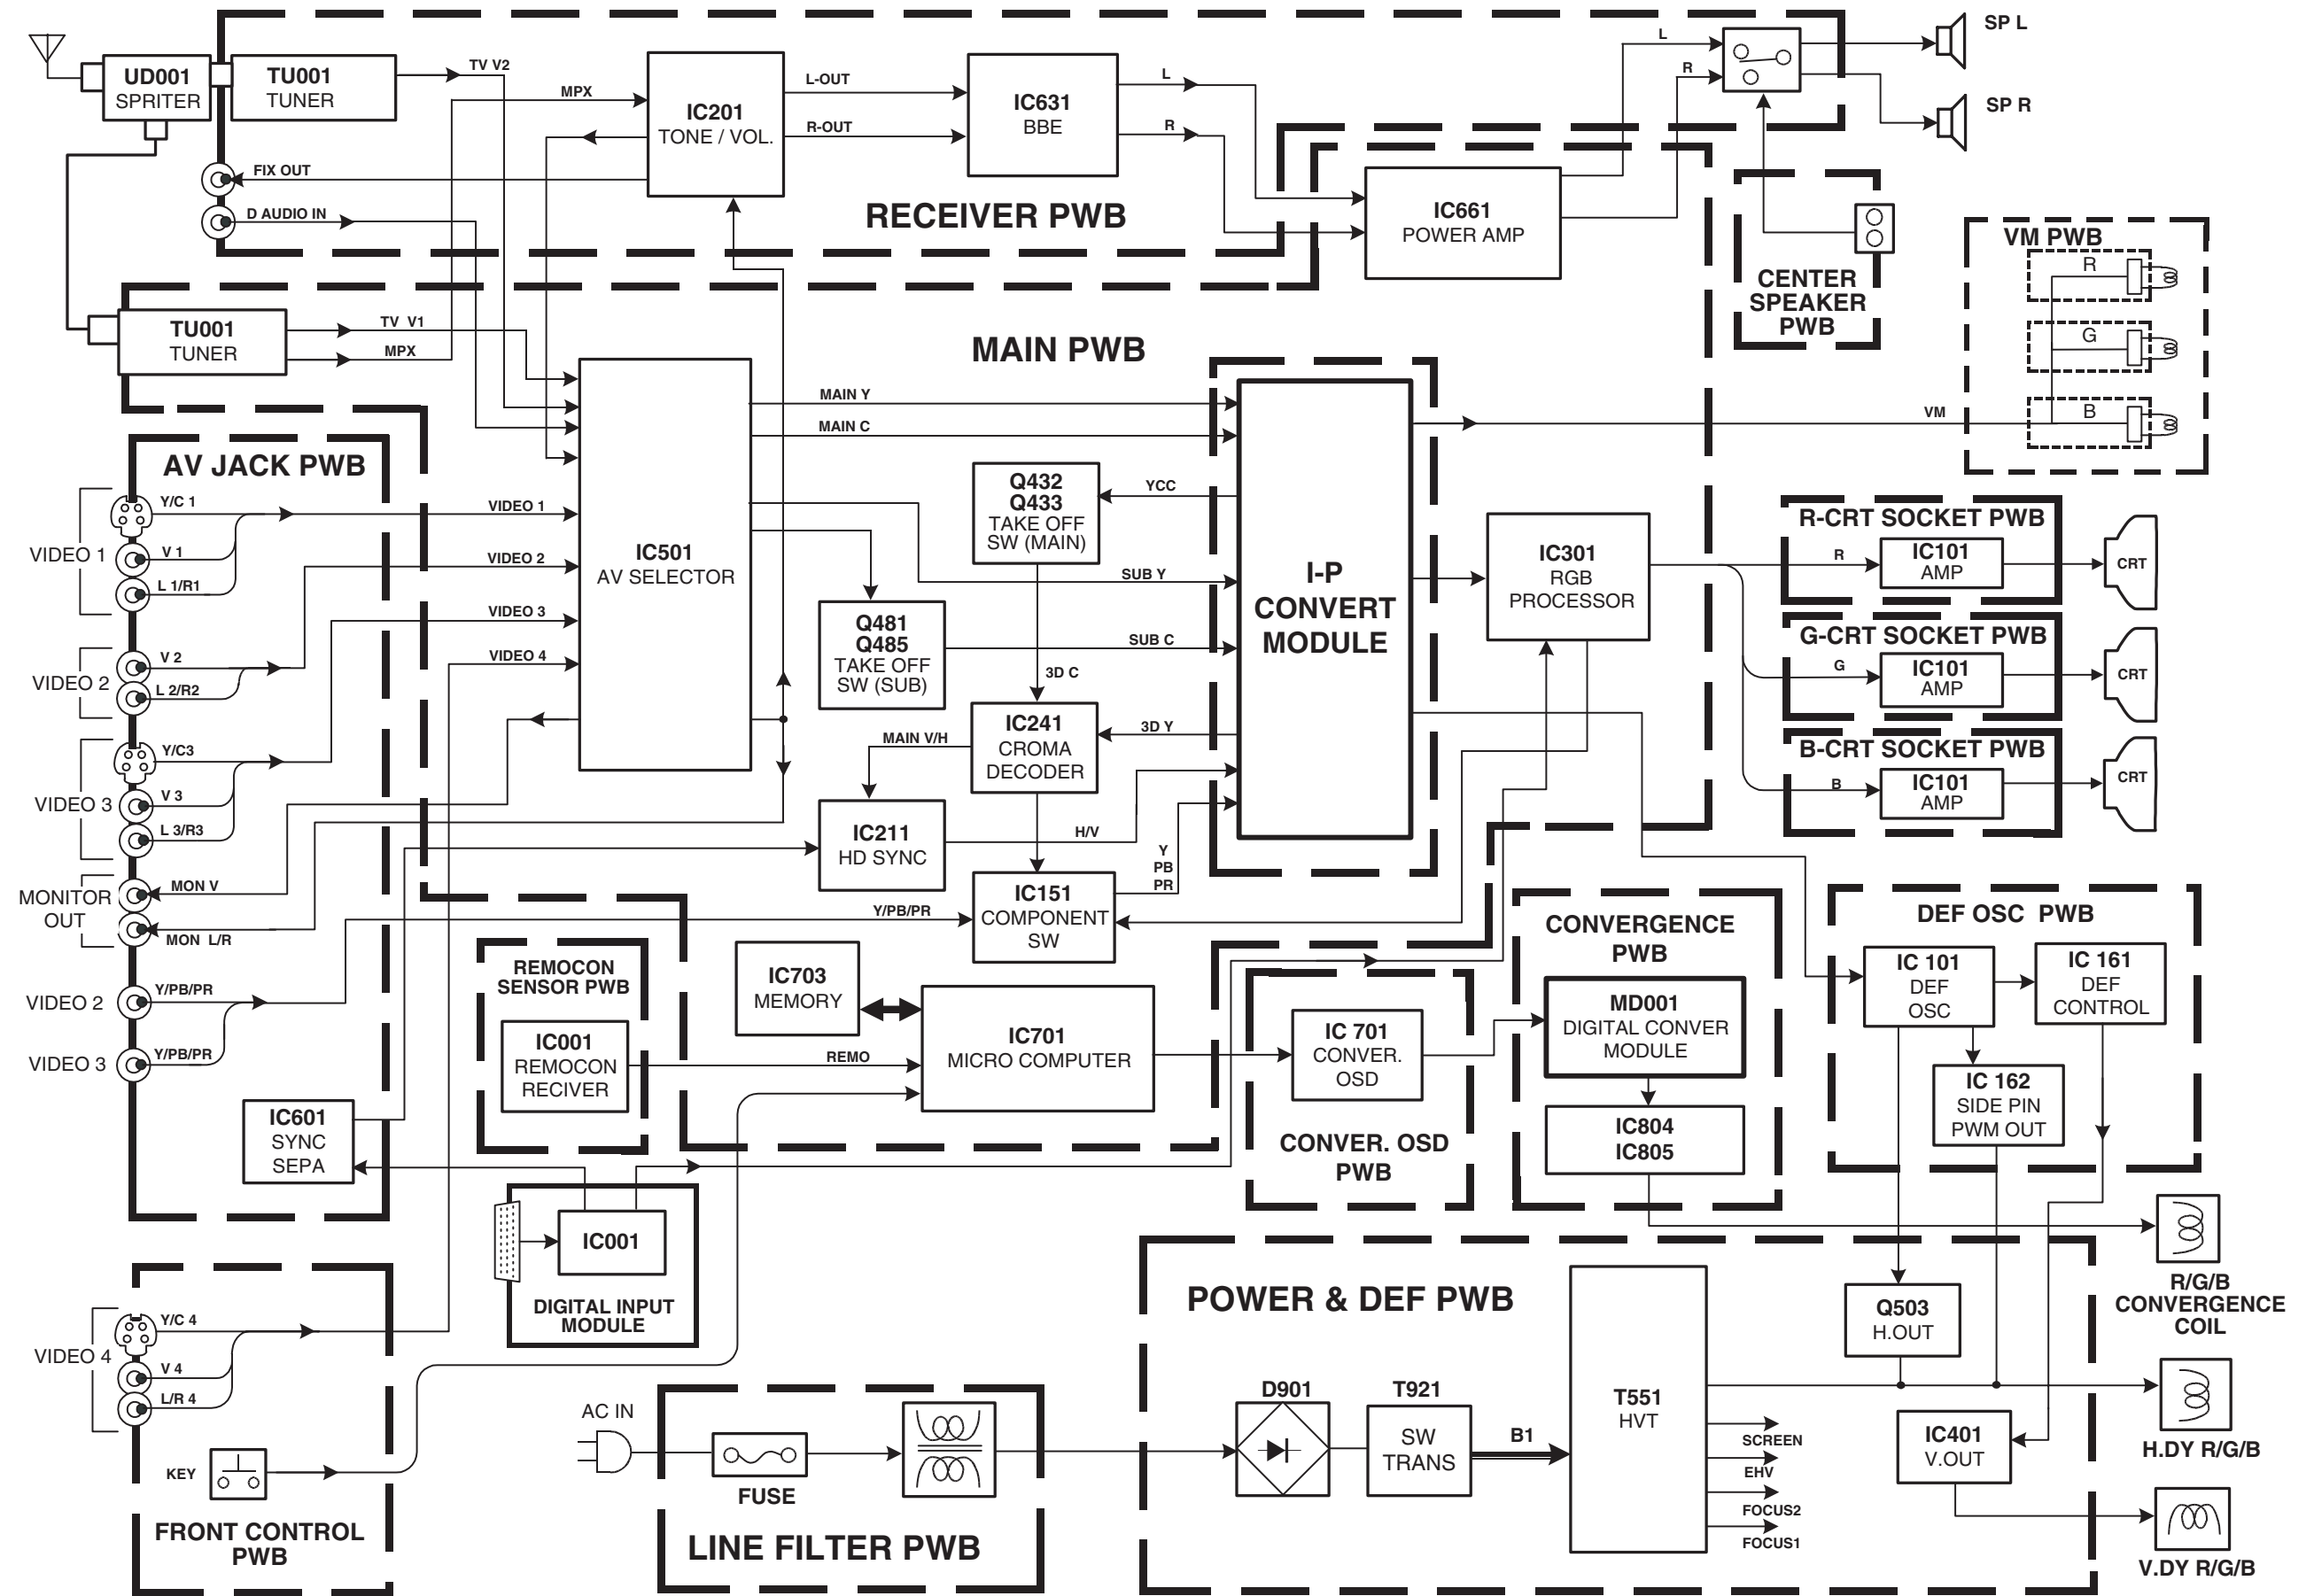 UD001
SPRITER
TU001
TUNER
TV V2
MPX
IC201
TONE / VOL.
L-OUT
R-OUT
IC631
BBE
L
R
L
R
SP L
SP R
FIX OUT
D AUDIO IN
RECEIVER PWB
IC661
POWER AMP
CENTER
SPEAKER
PWB
VM PWB
R
G
B
VM
TU001
TUNER
TV V1
MPX
MAIN PWB
AV JACK PWB
IC501
AV SELECTOR
MAIN Y
MAIN C
SUB Y
SUB C
Q432
Q433
TAKE OFF
SW (MAIN)
YCC
Q481
Q485
TAKE OFF
SW (SUB)
3D C
3D Y
IC241
CROMA
DECODER
MAIN V/H
IC211
HD SYNC
H/V
Y
PB
PR
IC151
COMPONENT
SW
I-P
CONVERT
MODULE
IC301
RGB
PROCESSOR
R-CRT SOCKET PWB
R
IC101
AMP
CRT
G-CRT SOCKET PWB
G
IC101
AMP
CRT
B-CRT SOCKET PWB
B
IC101
AMP
CRT
VIDEO 1
Y/C 1
V 1
L 1/R1
VIDEO 1
VIDEO 2
VIDEO 3
VIDEO 4
VIDEO 2
V 2
L 2/R2
VIDEO 3
Y/C3
V 3
L 3/R3
MONITOR
OUT
MON V
MON L/R
VIDEO 2
Y/PB/PR
VIDEO 3
Y/PB/PR
Y/PB/PR
IC601
SYNC
SEPA
REMOCON
SENSOR PWB
IC001
REMOCON
RECIVER
REMO
IC703
MEMORY
IC701
MICRO COMPUTER
IC 701
CONVER.
OSD
CONVER. OSD
PWB
CONVERGENCE
PWB
MD001
DIGITAL CONVER
MODULE
IC804
IC805
DEF OSC PWB
IC 101
DEF
OSC
IC 161
DEF
CONTROL
IC 162
SIDE PIN
PWM OUT
IC001
DIGITAL INPUT
MODULE
VIDEO 4
Y/C 4
V 4
L/R 4
KEY
FRONT CONTROL
PWB
AC IN
FUSE
LINE FILTER PWB
POWER & DEF PWB
D901
T921
SW
TRANS
B1
T551
HVT
SCREEN
EHV
FOCUS2
FOCUS1
Q503
H.OUT
IC401
V.OUT
R/G/B
CONVERGENCE
COIL
H.DY R/G/B
V.DY R/G/B